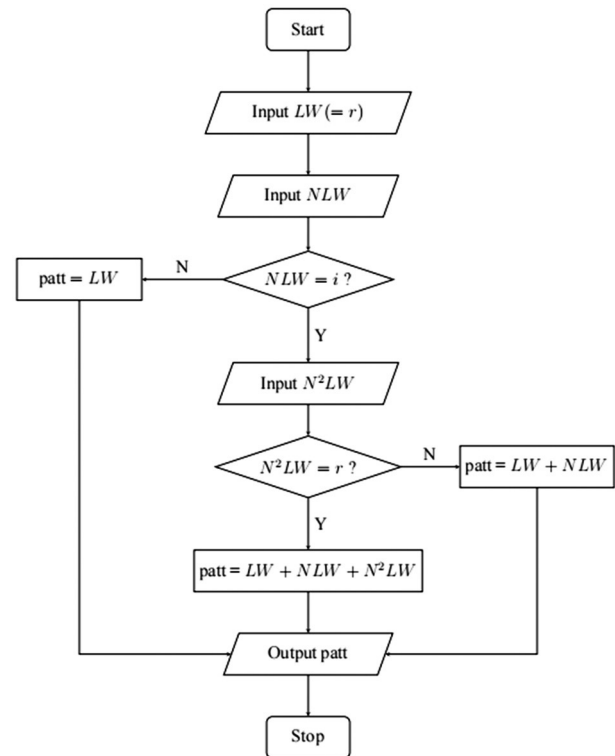 Start
Input LW(= r)
Input NLW
NLW = i ?
N
patt = LW
Y
Input N²LW
N²LW = r ?
N
patt = LW + NLW
Y
patt = LW + NLW + N²LW
Output patt
Stop